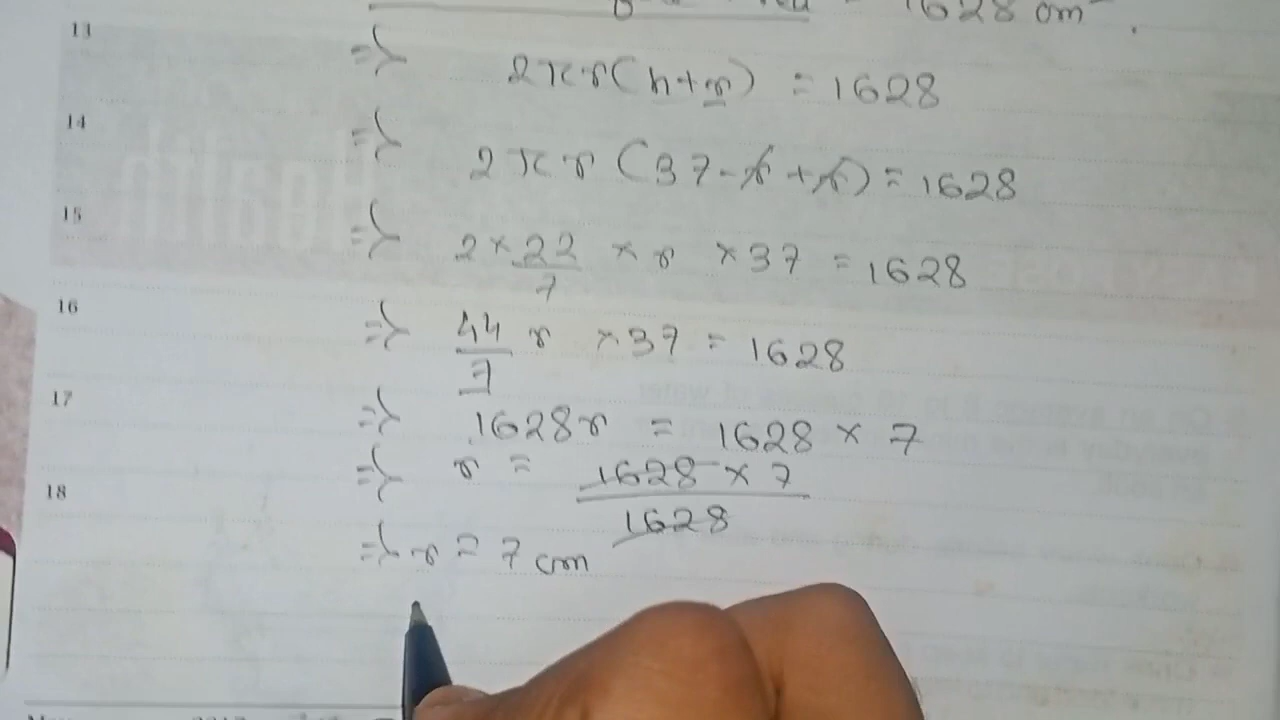 1628 cm
13
⇒ 2πr(h+r) = 1628
14
⇒ 2πr(37-r+r) = 1628
15
⇒ 2 × 22/7 × r × 37 = 1628
16
⇒ 44/7 r × 37 = 1628
17
⇒ 1628r = 1628 × 7
⇒ r = 1628 × 7 / 1628
18
⇒ r = 7 cm